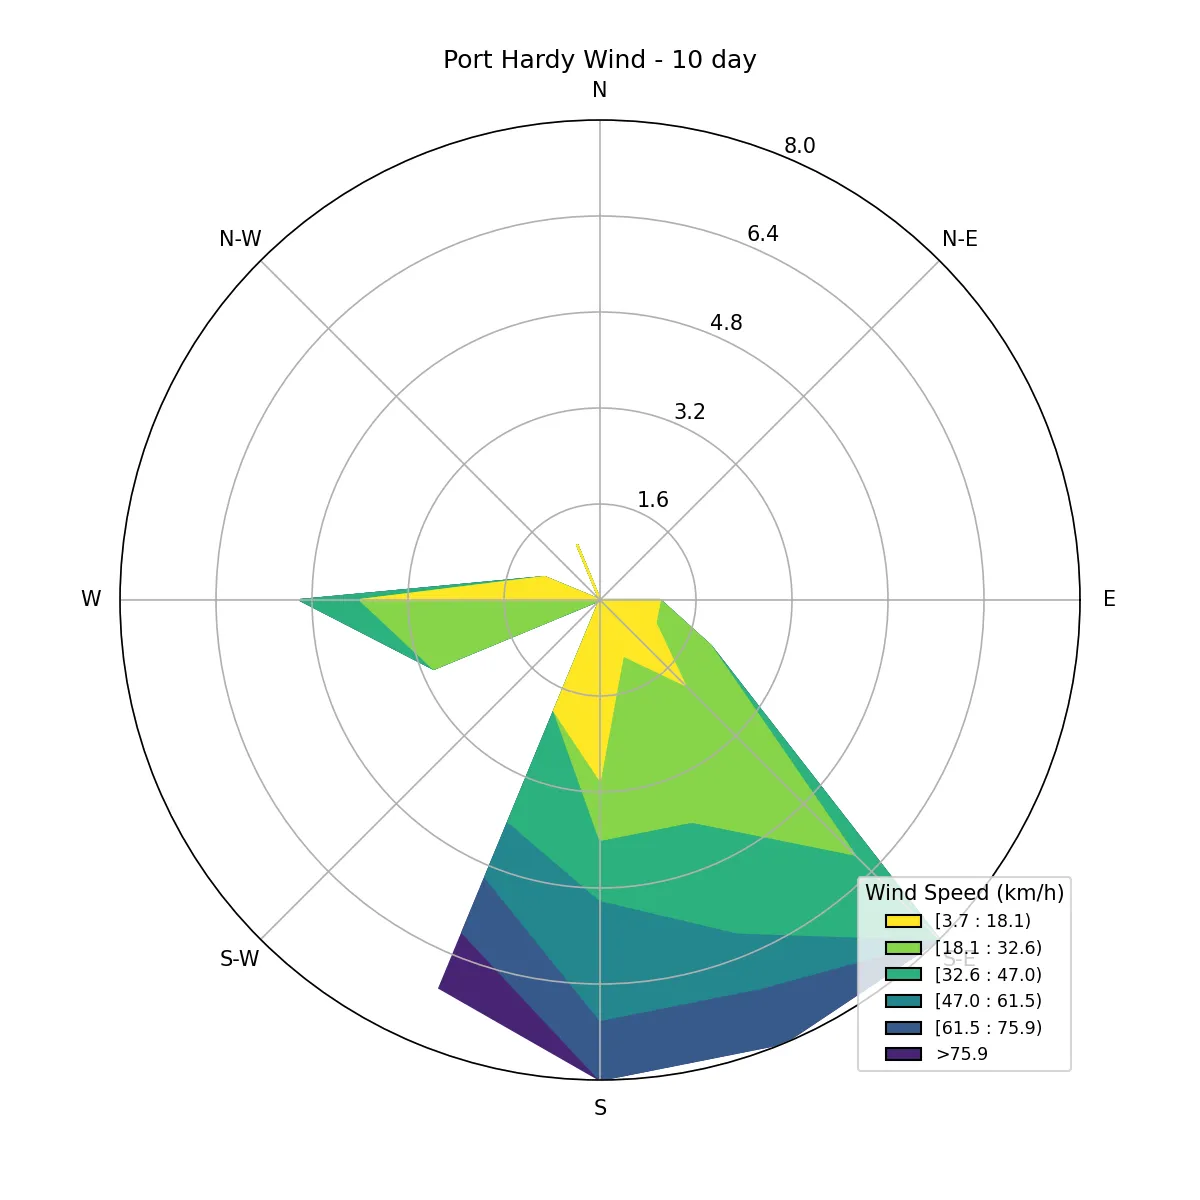 Port Hardy Wind - 10 day
N
8.0
N-W
N-E
6.4
4.8
3.2
1.6
W
E
S-W
S-E
Wind Speed (km/h)
[3.7 : 18.1)
[18.1 : 32.6)
[32.6 : 47.0)
[47.0 : 61.5)
[61.5 : 75.9)
>75.9
S